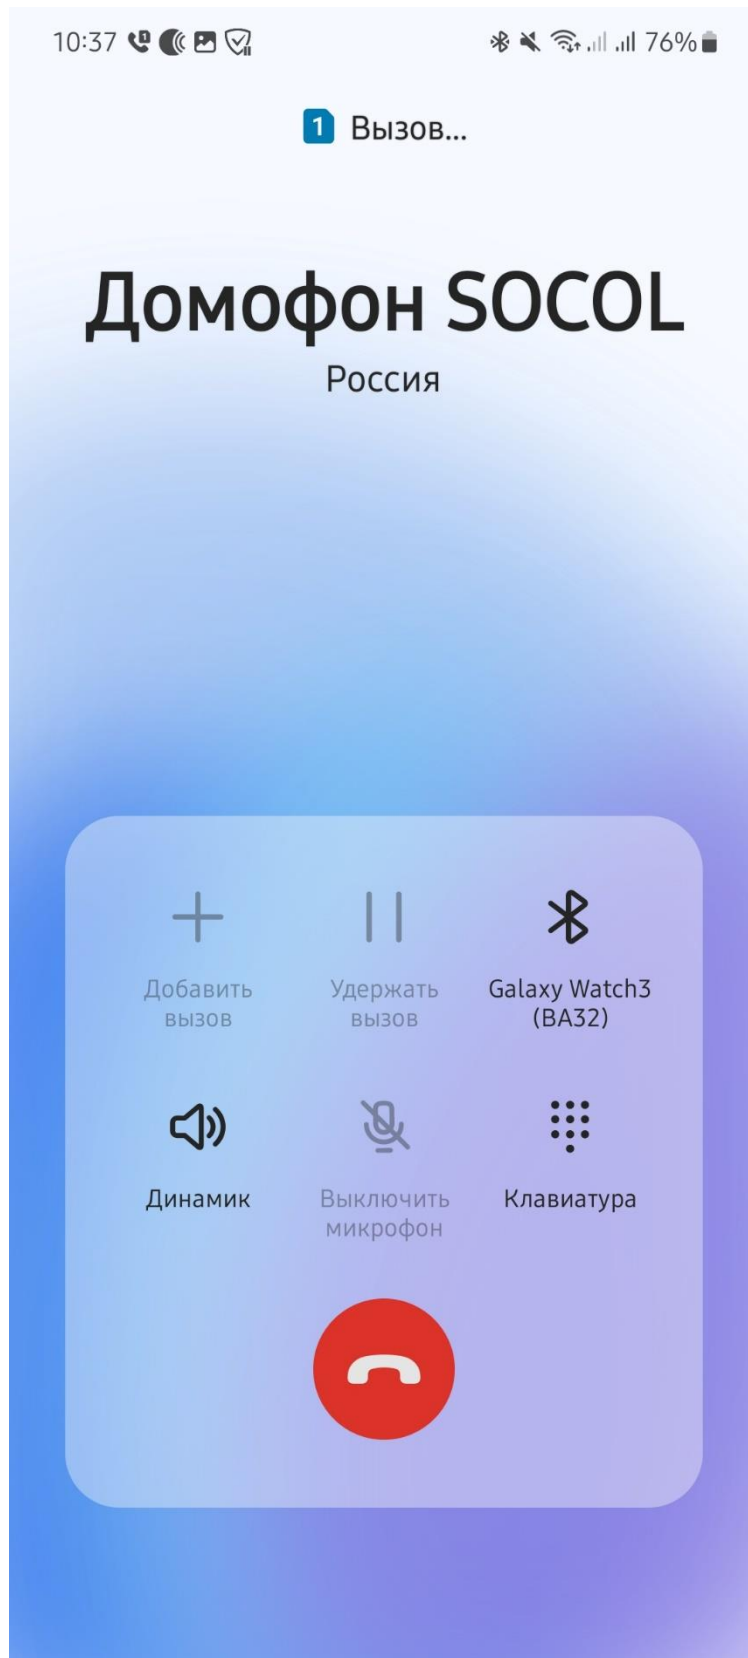 10:37
76%
1 Вызов...
Домофон SOCOL
Россия
Добавить
вызов
Удержать
вызов
Galaxy Watch3
(BA32)
Динамик
Выключить
микрофон
Клавиатура